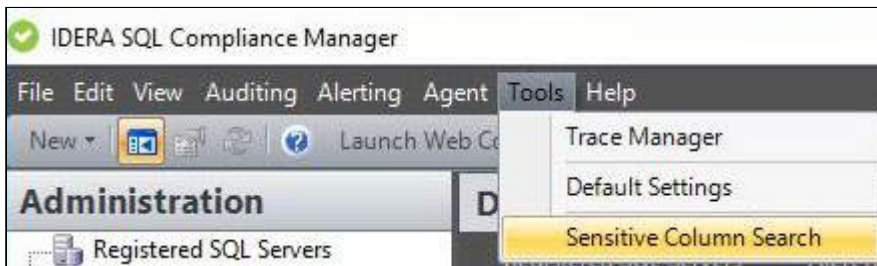 IDERA SQL Compliance Manager
File Edit View Auditing Alerting Agent Tools Help
New Launch Web Co
Trace Manager
Default Settings
Administration
D
Sensitive Column Search
Registered SQL Servers